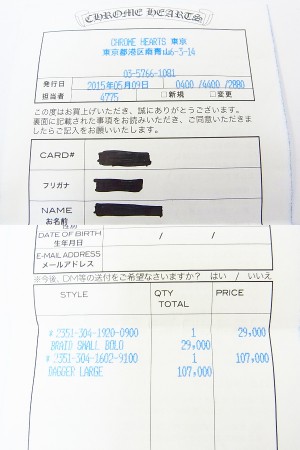 CHROME HEARTS
CHROME HEARTS 東京
東京都港区南青山6-3-14
03-5766-1081
発行日 2015年05月09日 0400 /4400 /2880
担当者 4775 □新規 □変更
この度はお買上げいただき、誠にありがとうございます。
裏面に記載された事項をお読みいただき、ご同意いただきま
したらご記入をお願いいたします。
CARD#
フリガナ
NAME
お名前
性別
DATE OF BIRTH / /
生年月日
E-MAIL ADDRESS
メールアドレス
※今後、DM等の送付をご希望なさいますか？ はい / いいえ
STYLE QTY PRICE
TOTAL
* 2351-304-1920-0900 1 29,000
BRAID SMALL BOLO 29,000
* 2351-304-1602-9100 1 107,000
DAGGER LARGE 107,000